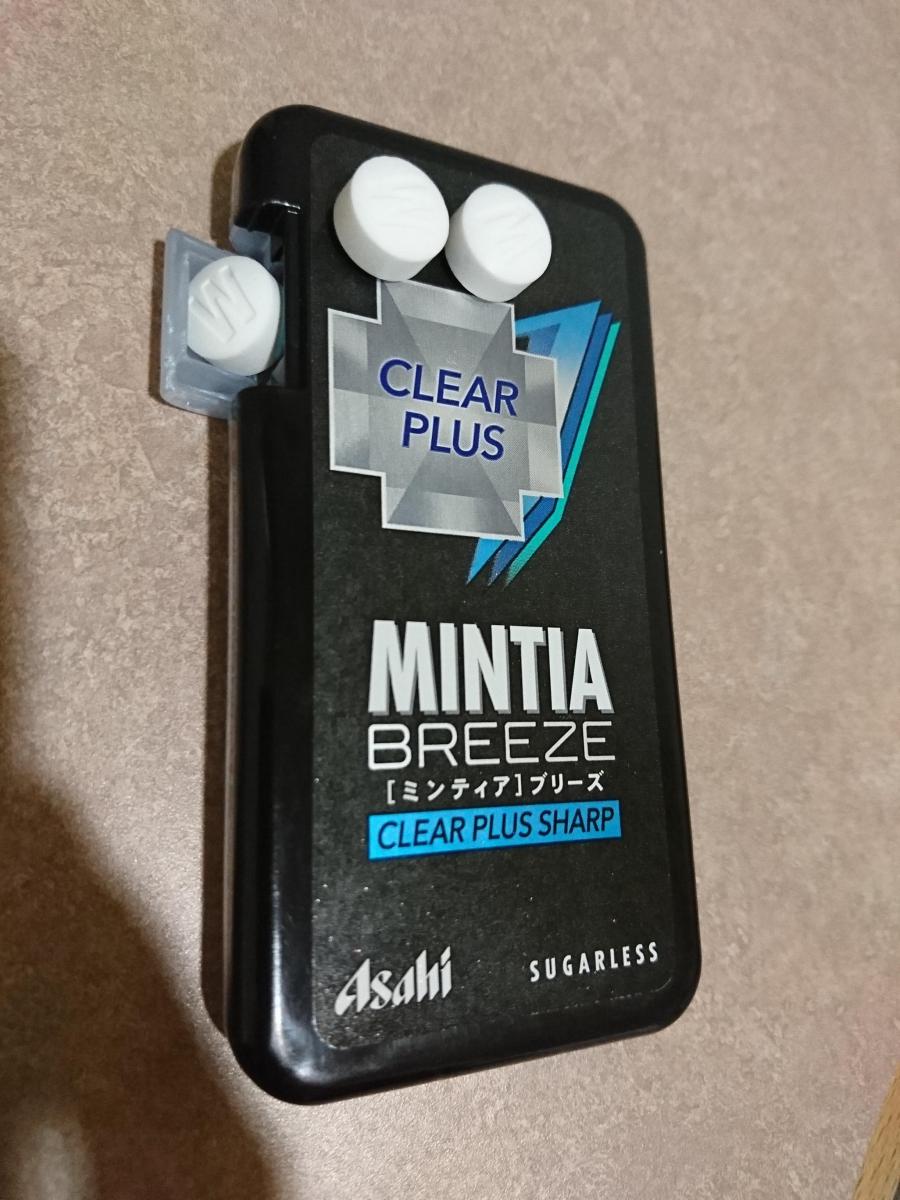 M
M
M
CLEAR
PLUS
MINTIA
BREEZE
[ミンティア]ブリーズ
CLEAR PLUS SHARP
Asahi
SUGARLESS